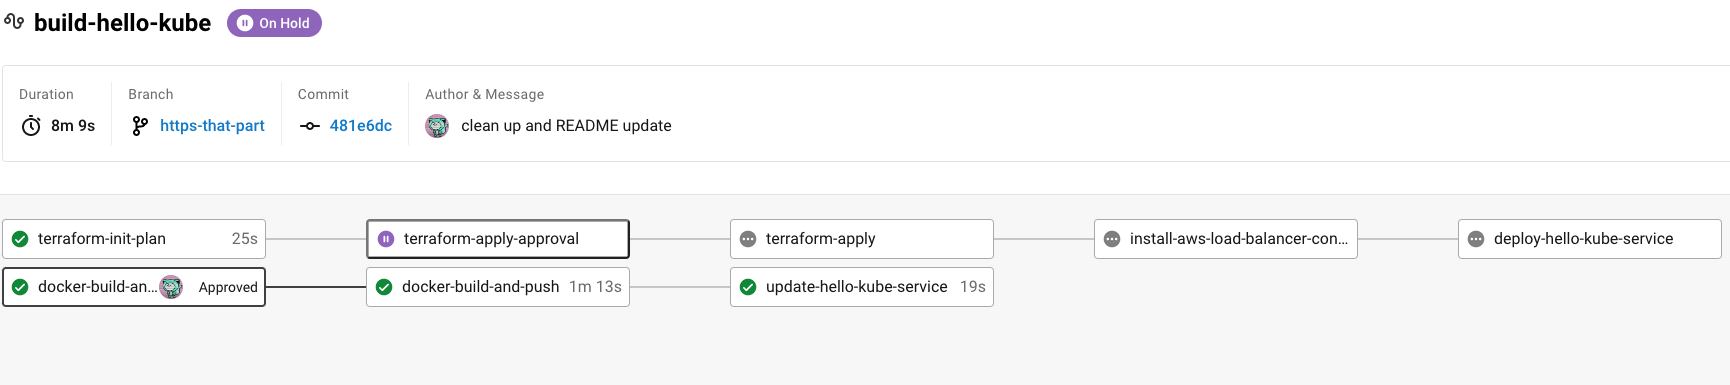 build-hello-kube On Hold
Duration Branch Commit Author & Message
8m 9s https-that-part 481e6dc clean up and README update
terraform-init-plan 25s terraform-apply-approval terraform-apply install-aws-load-balancer-con... deploy-hello-kube-service
docker-build-an... Approved docker-build-and-push 1m 13s update-hello-kube-service 19s